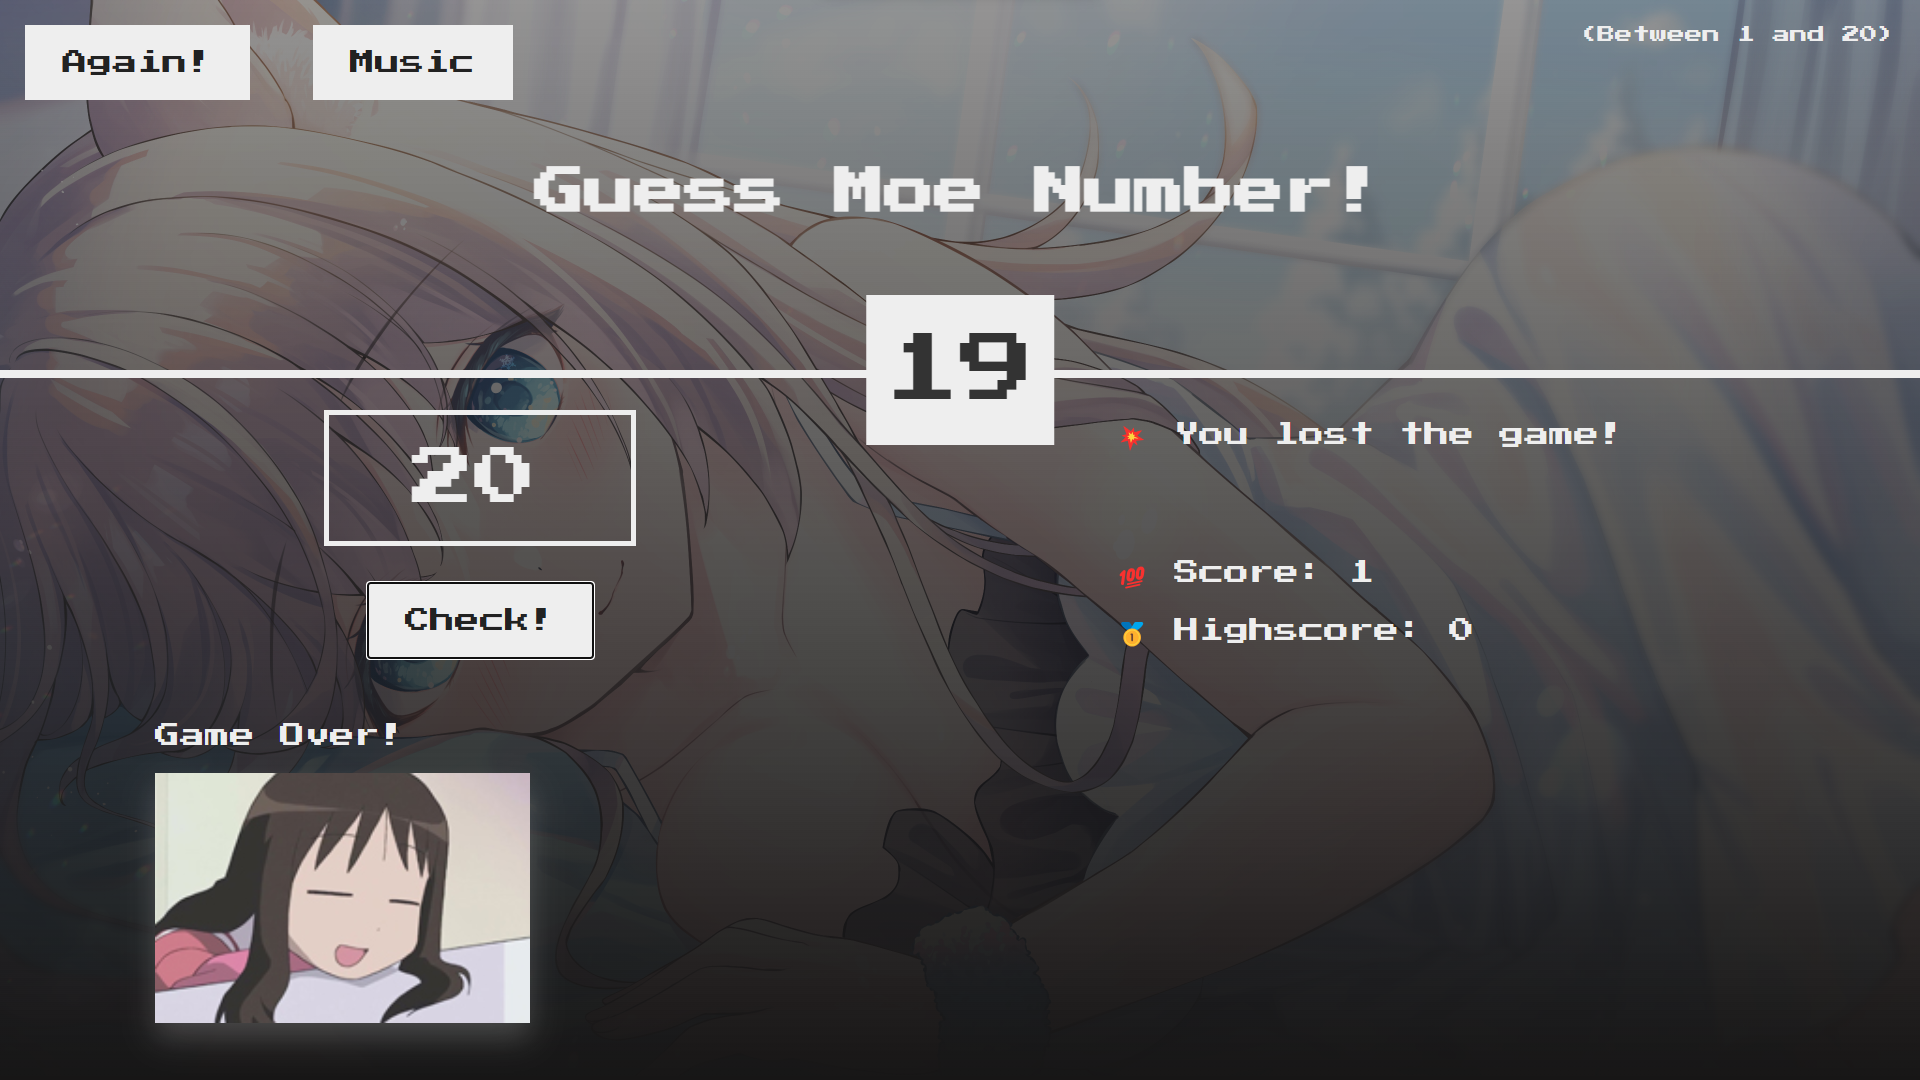 Again!
Music
(Between 1 and 20)
Guess Moe Number!
19
20
Check!
💥 You lost the game!
💯 Score: 1
🥇 Highscore: 0
Game Over!